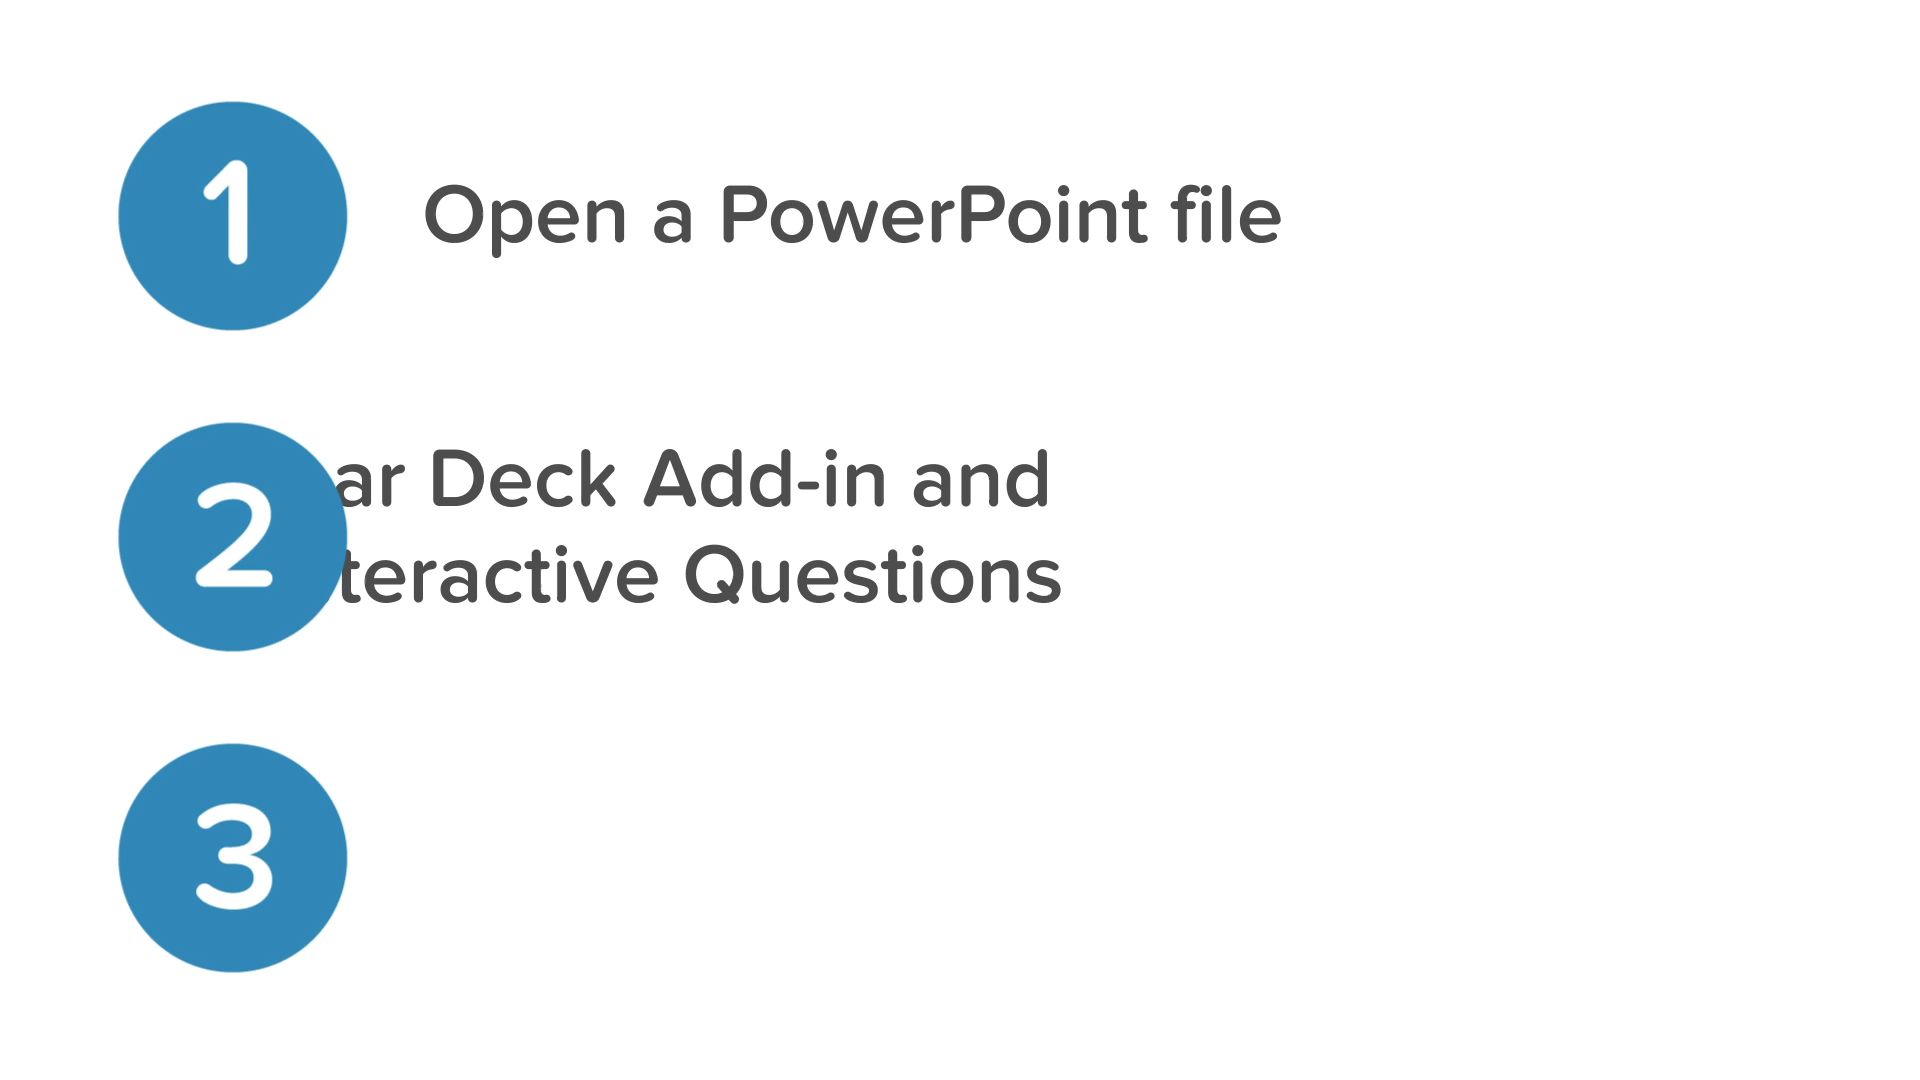 1
Open a PowerPoint file
2
ar Deck Add-in and
teractive Questions
3